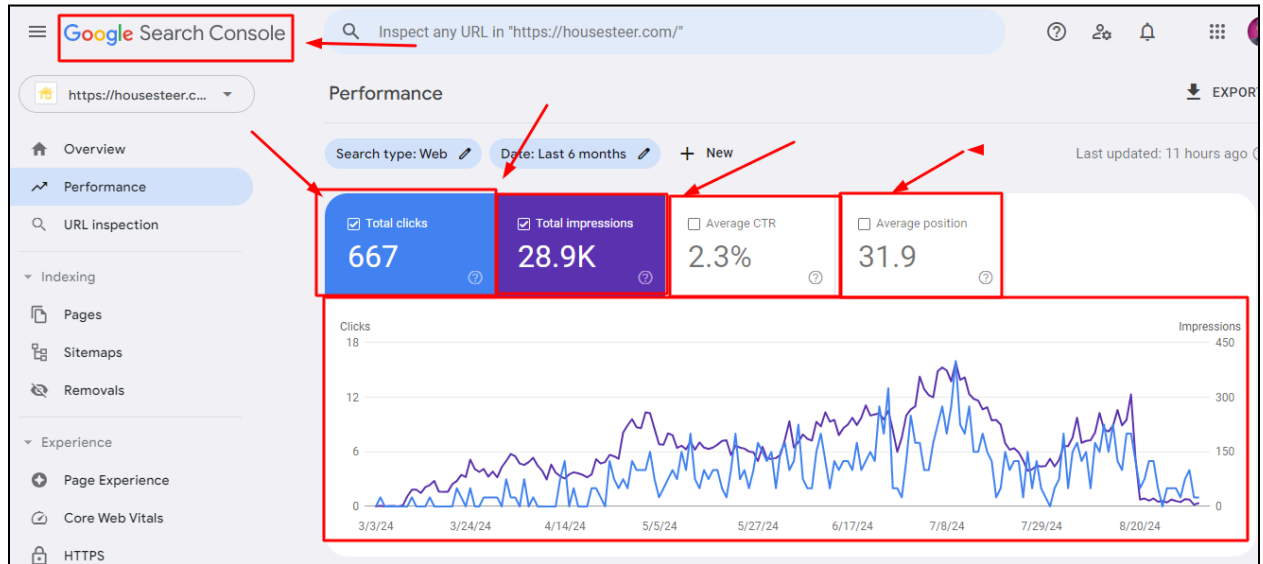 Google Search Console
Inspect any URL in "https://housesteer.com/"
https://housesteer.c...
Performance
EXPOR
Overview
Search type: Web
Date: Last 6 months
+ New
Last updated: 11 hours ago
Performance
URL inspection
Total clicks
667
Total impressions
28.9K
Average CTR
2.3%
Average position
31.9
Indexing
Pages
Sitemaps
Removals
Experience
Page Experience
Core Web Vitals
HTTPS
Clicks
Impressions
18
450
12
300
6
150
0
0
3/3/24
3/24/24
4/14/24
5/5/24
5/27/24
6/17/24
7/8/24
7/29/24
8/20/24